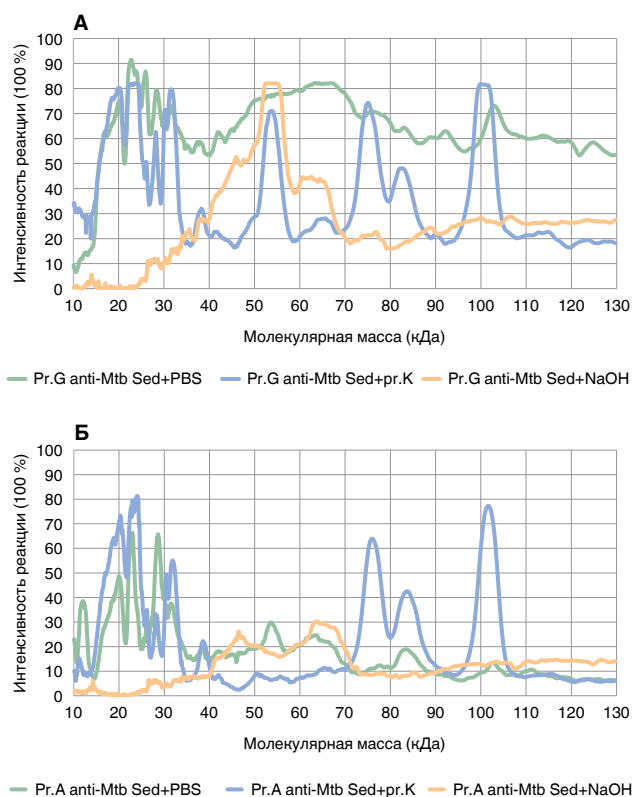 А
Интенсивность реакции (100 %)
100
90
80
70
60
50
40
30
20
10
0
10 20 30 40 50 60 70 80 90 100 110 120 130
Молекулярная масса (кДа)
Pr.G anti-Mtb Sed+PBS Pr.G anti-Mtb Sed+pr.K Pr.G anti-Mtb Sed+NaOH
Б
Интенсивность реакции (100 %)
100
90
80
70
60
50
40
30
20
10
0
10 20 30 40 50 60 70 80 90 100 110 120 130
Молекулярная масса (кДа)
Pr.A anti-Mtb Sed+PBS Pr.A anti-Mtb Sed+pr.K Pr.A anti-Mtb Sed+NaOH